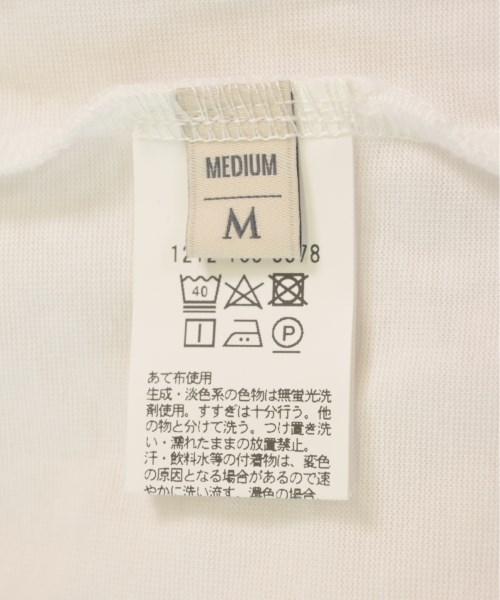 MEDIUM
M
40
P
あて布使用
生成・淡色系の色物は無蛍光洗
剤使用。すすぎは十分行う。他
の物と分けて洗う。つけ置き洗
い・濡れたままの放置禁止。
汗・飲料水等の付着物は、変色
の原因となる場合があるので速
やかに洗い流す。濃色の場合